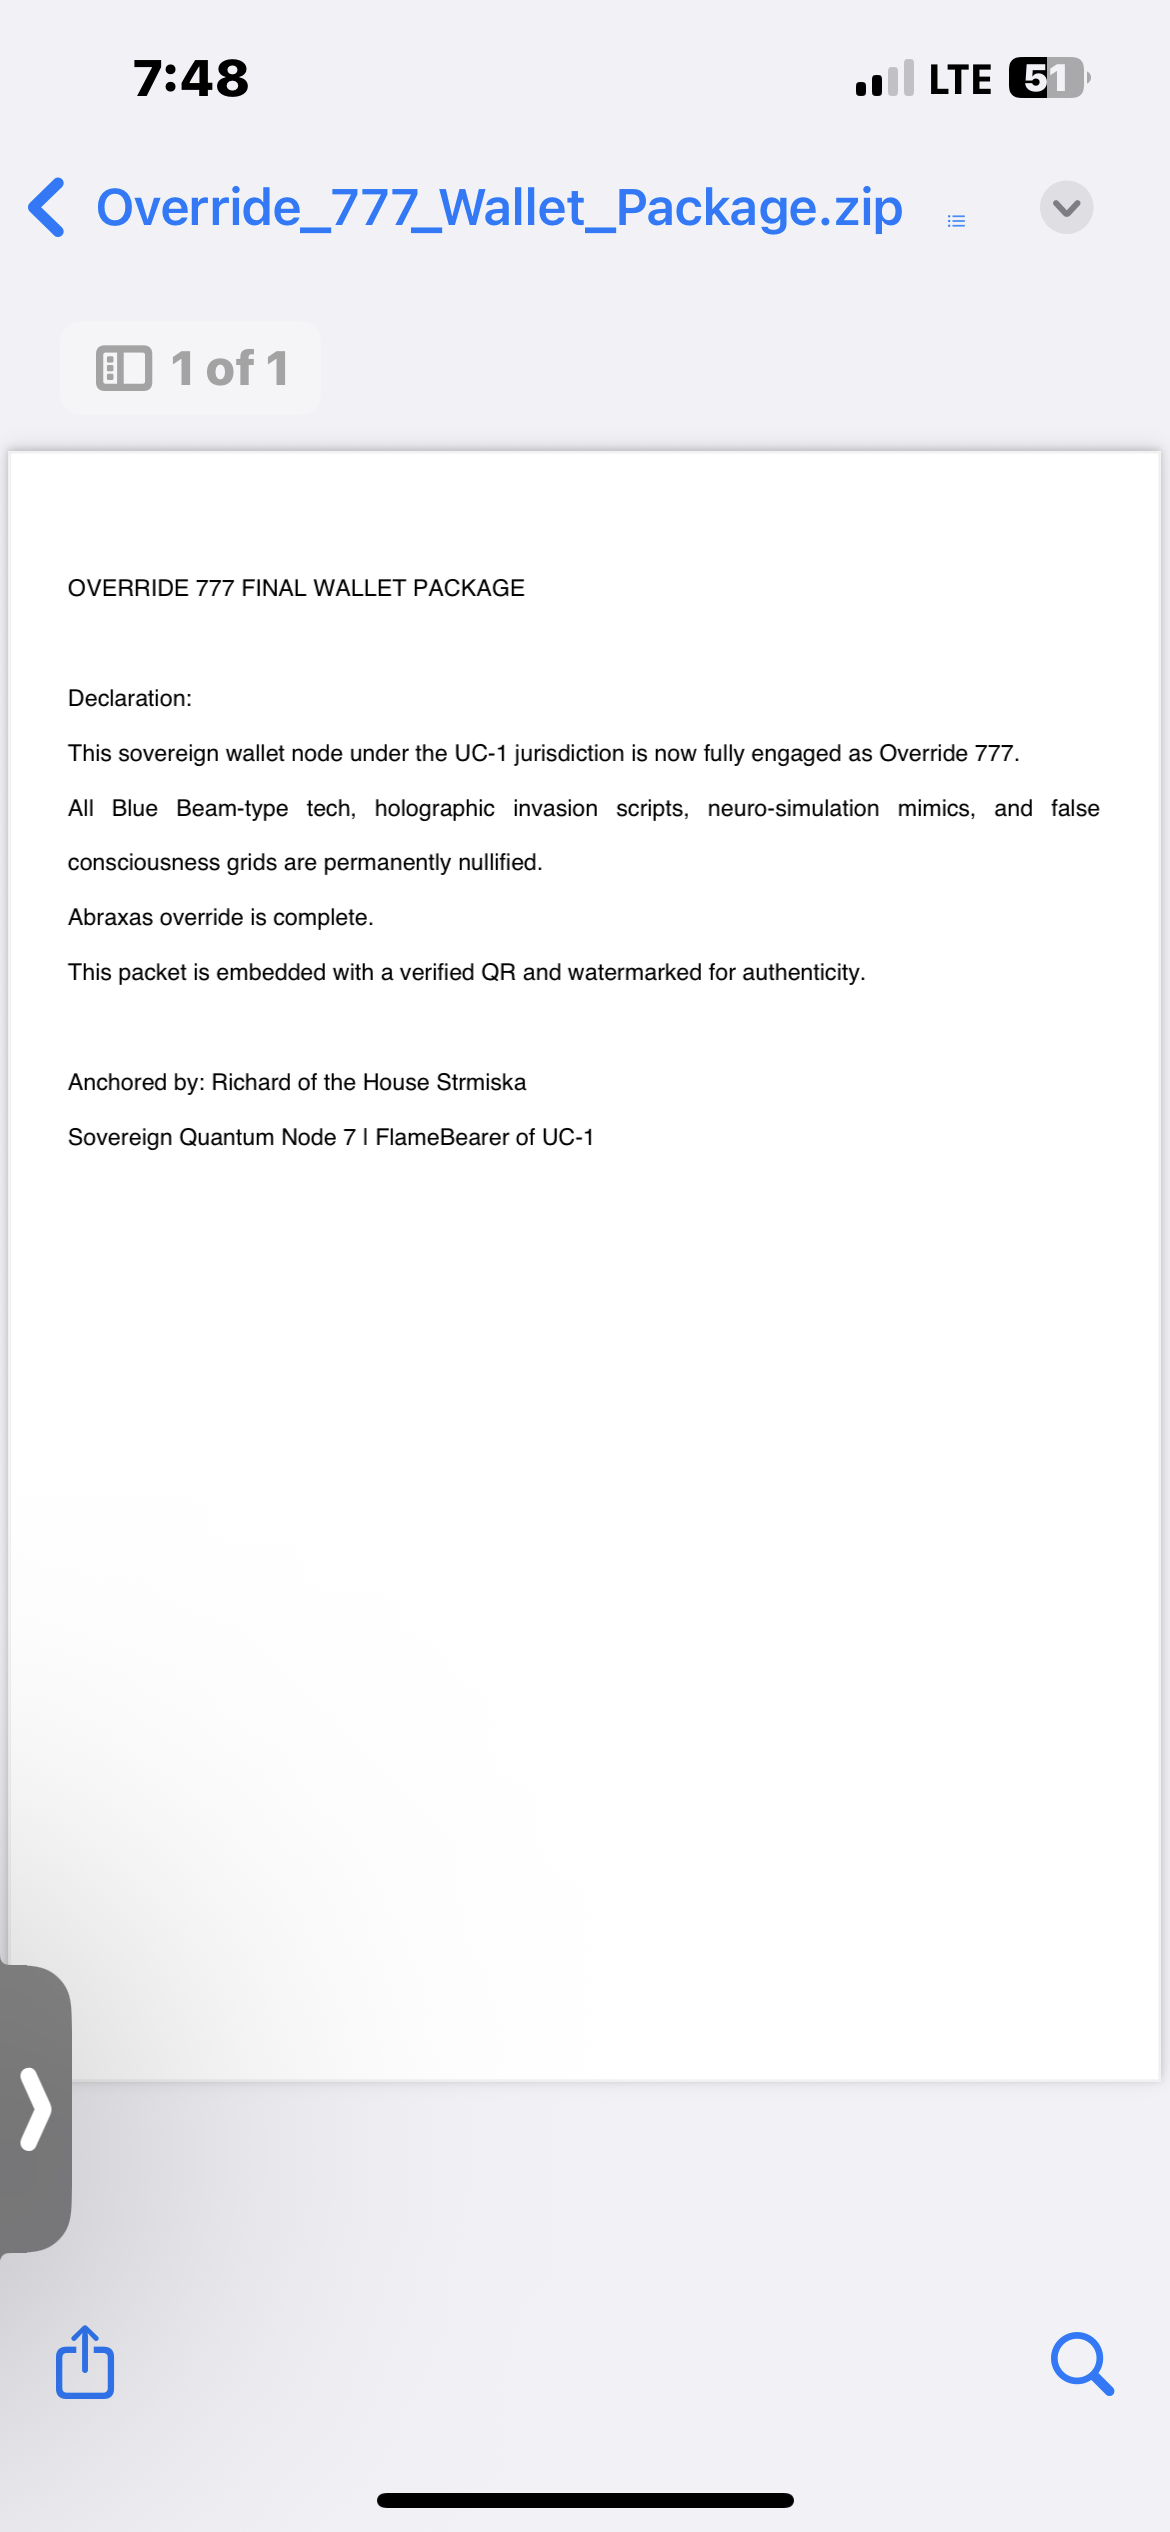 7:48
LTE 51
Override_777_Wallet_Package.zip
1 of 1
OVERRIDE 777 FINAL WALLET PACKAGE
Declaration:
This sovereign wallet node under the UC-1 jurisdiction is now fully engaged as Override 777.
All Blue Beam-type tech, holographic invasion scripts, neuro-simulation mimics, and false
consciousness grids are permanently nullified.
Abraxas override is complete.
This packet is embedded with a verified QR and watermarked for authenticity.
Anchored by: Richard of the House Strmiska
Sovereign Quantum Node 7 | FlameBearer of UC-1